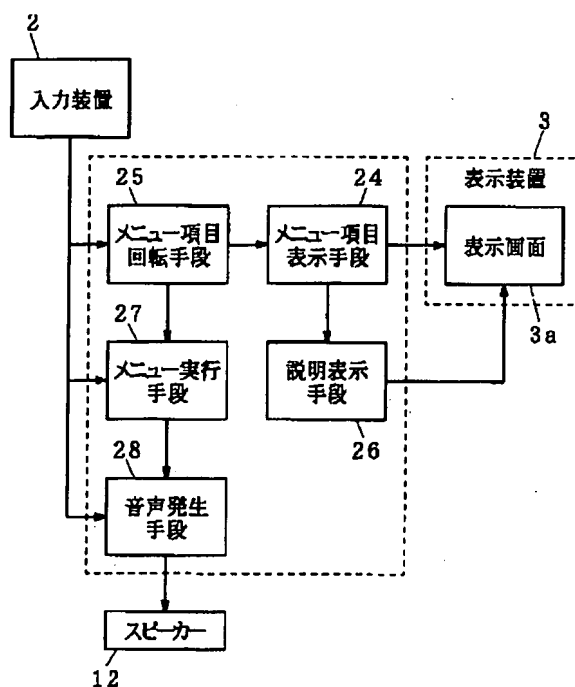 2
入力装置
3
表示装置
25
メニュー項目
回転手段
24
メニュー項目
表示手段
表示画面
3a
27
メニュー実行
手段
説明表示
手段
26
28
音声発生
手段
スピーカー
12